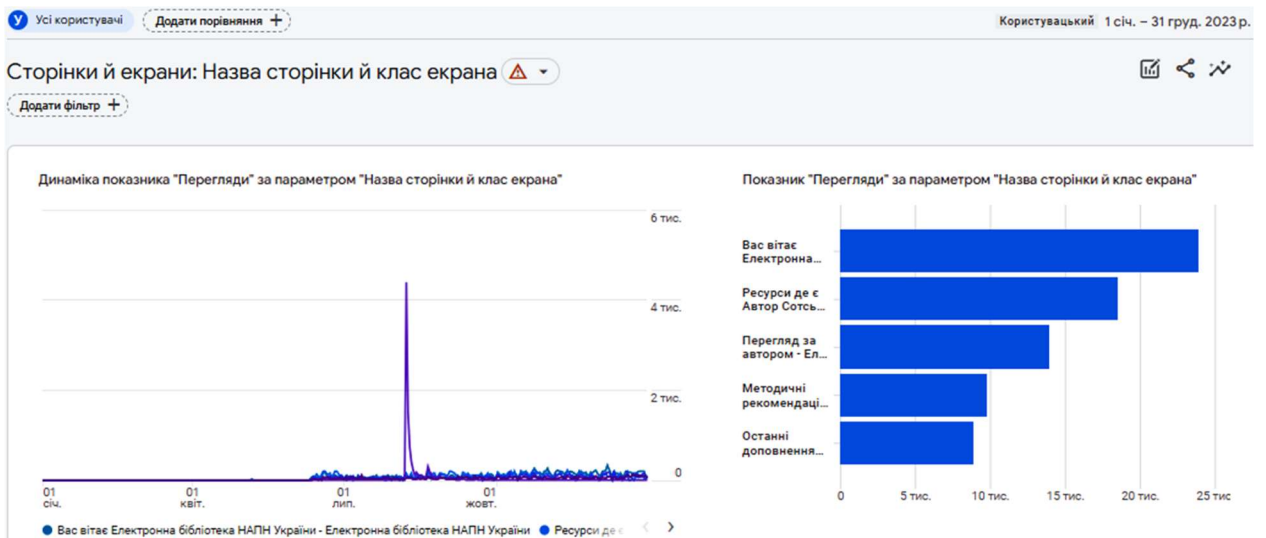 У Усі користувачі Додати порівняння + Користувацький 1 січ. – 31 груд. 2023 р.
Сторінки й екрани: Назва сторінки й клас екрана
Додати фільтр +
Динаміка показника "Перегляди" за параметром "Назва сторінки й клас екрана"
6 тис.
4 тис.
2 тис.
0
01
січ.
01
квіт.
01
лип.
01
жовт.
Вас вітає Електронна бібліотека НАПН України - Електронна бібліотека НАПН України Ресурси де є
Показник "Перегляди" за параметром "Назва сторінки й клас екрана"
Вас вітає
Електронна...
Ресурси де є
Автор Сотсь...
Перегляд за
автором - Ел...
Методичні
рекомендаці...
Останні
доповнення...
0 5 тис. 10 тис. 15 тис. 20 тис. 25 тис